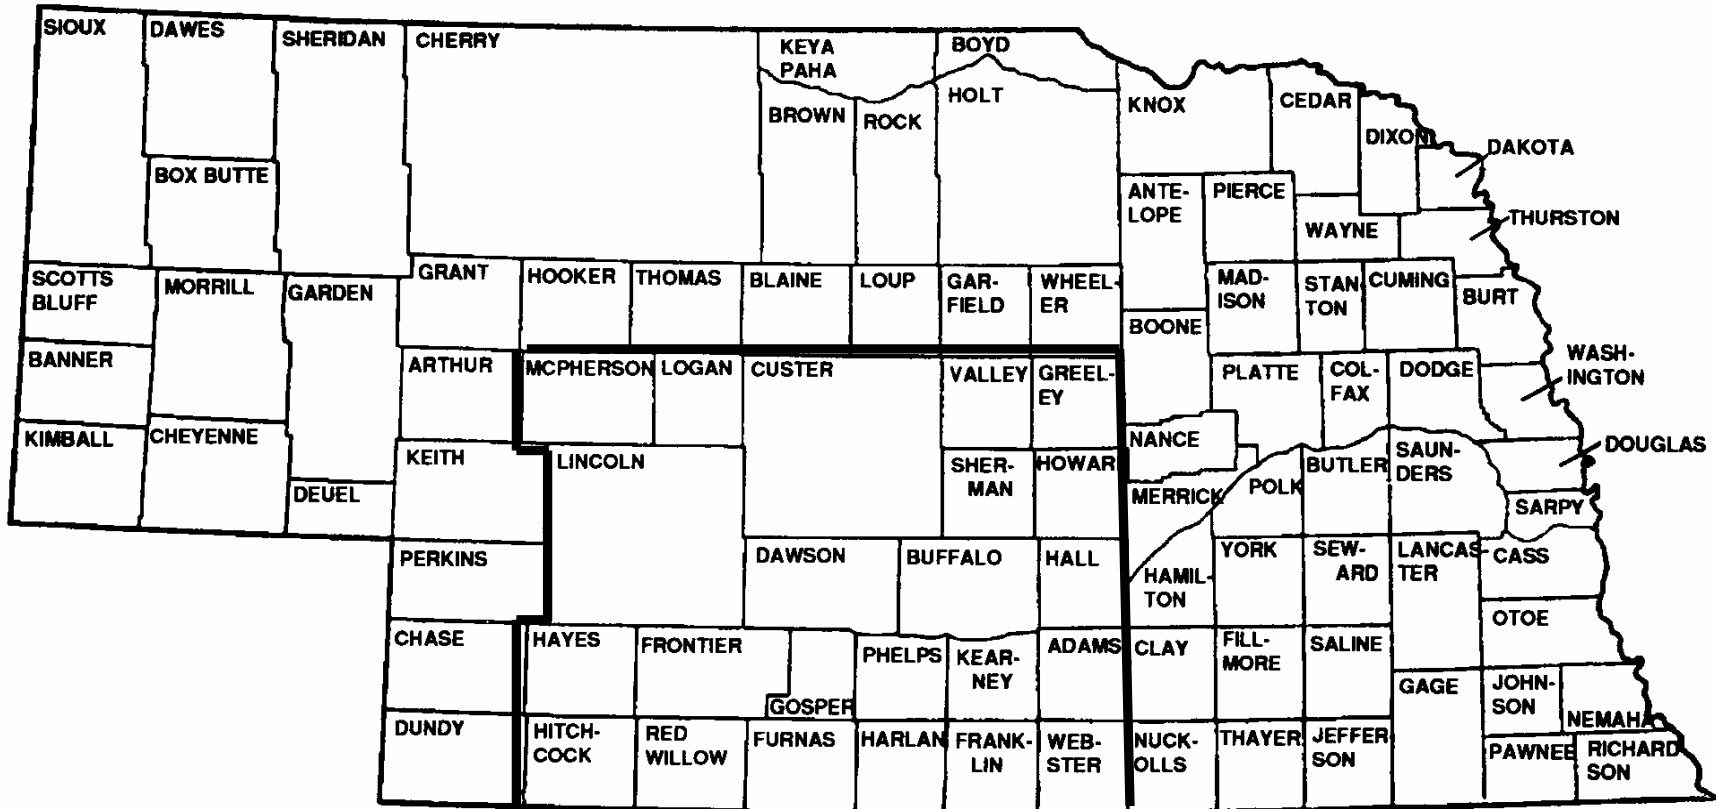 SIOUX
DAWES
SHERIDAN
CHERRY
KEYA
PAHA
BOYD
HOLT
BROWN
ROCK
KNOX
CEDAR
DIXON
DAKOTA
BOX BUTTE
ANTE-
LOPE
PIERCE
THURSTON
WAYNE
SCOTTS
BLUFF
MORRILL
GARDEN
GRANT
HOOKER
THOMAS
BLAINE
LOUP
GAR-
FIELD
WHEEL-
ER
MAD-
ISON
STAN
TON
CUMING
BURT
BOONE
BANNER
ARTHUR
MCPHERSON
LOGAN
CUSTER
VALLEY
GREEL-
EY
PLATTE
COL-
FAX
DODGE
WASH-
INGTON
KIMBALL
CHEYENNE
KEITH
LINCOLN
SHER-
MAN
HOWAR
NANCE
MERRICK
POLK
BUTLER
SAUN-
DERS
DOUGLAS
DEUEL
SARPY
PERKINS
DAWSON
BUFFALO
HALL
HAMIL-
TON
YORK
SEW-
ARD
LANCAS-
TER
CASS
OTOE
CHASE
HAYES
FRONTIER
GOSPER
PHELPS
KEAR-
NEY
ADAMS
CLAY
FILL-
MORE
SALINE
GAGE
JOHN-
SON
NEMAHA
DUNDY
HITCH-
COCK
RED
WILLOW
FURNAS
HARLAN
FRANK-
LIN
WEB-
STER
NUCK-
OLLS
THAYER
JEFFER
SON
PAWNEE
RICHARD
SON